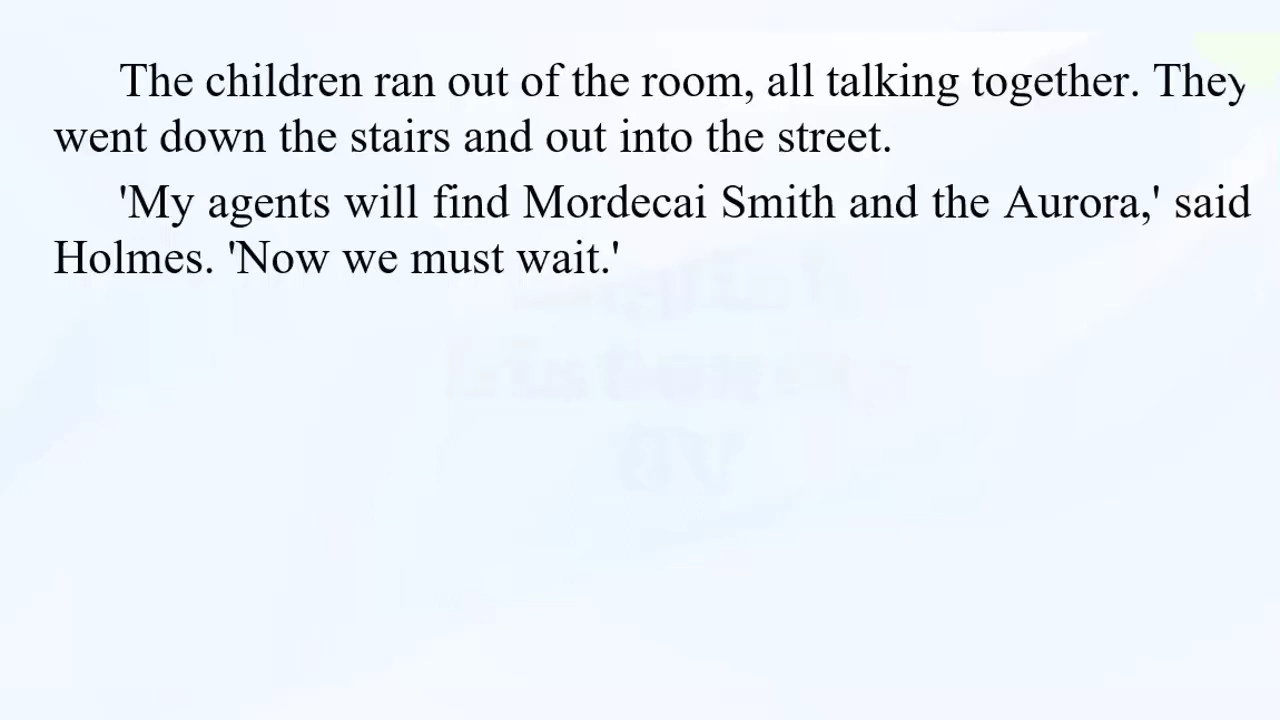 The children ran out of the room, all talking together. They
went down the stairs and out into the street.
'My agents will find Mordecai Smith and the Aurora,' said
Holmes. 'Now we must wait.'